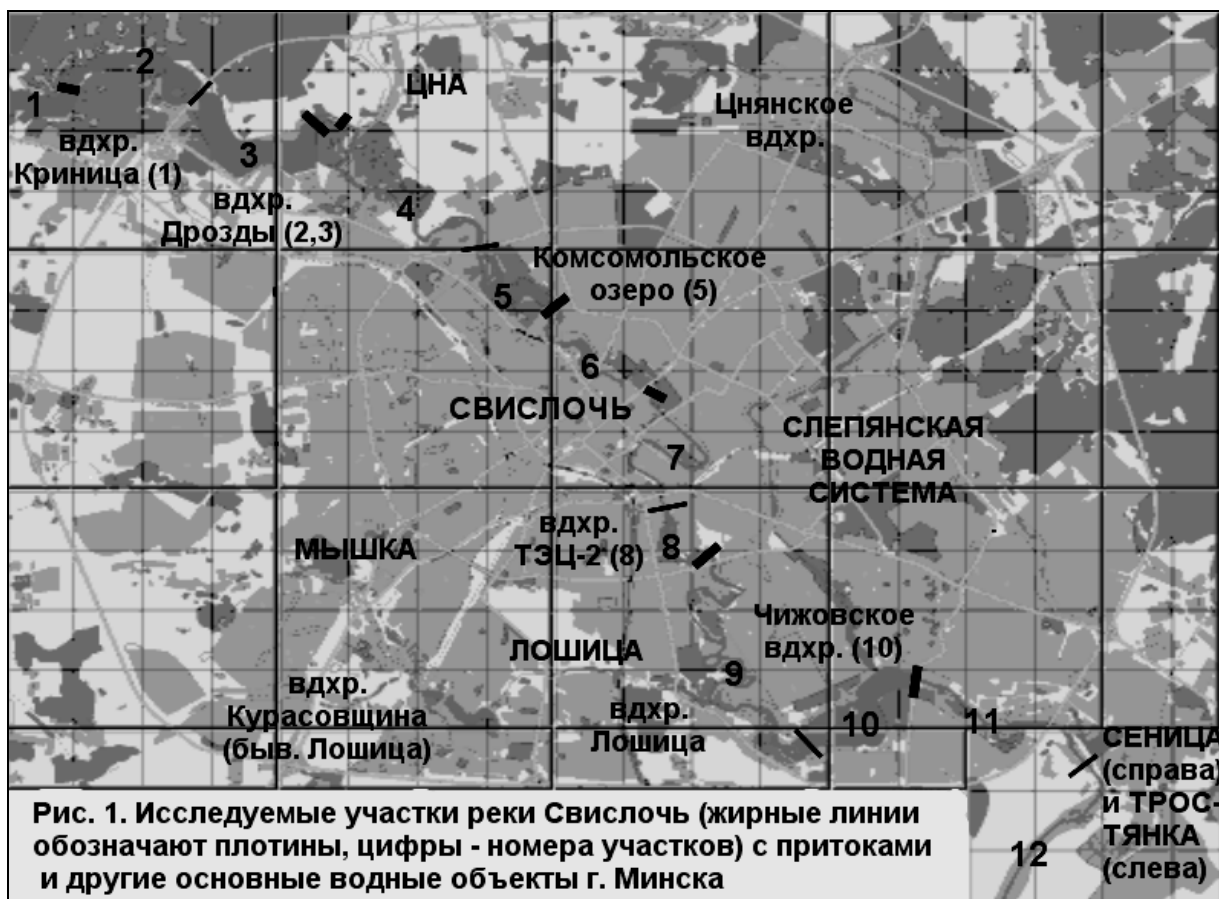 1
2
ЦНА
вдхр.
Криница (1)
3
вдхр.
Дрозды (2,3)
4
Цнянское
вдхр.
Комсомольское
озеро (5)
5
6
СВИСЛОЧЬ
7
СЛЕПЯНСКАЯ
ВОДНАЯ
СИСТЕМА
вдхр.
ТЭЦ-2 (8)
8
МЫШКА
Чижовское
вдхр. (10)
ЛОШИЦА
9
вдхр.
Курасовщина
(быв. Лошица)
вдхр.
Лошица
10
11
СЕНИЦА
(справа)
и ТРОС-
ТЯНКА
(слева)
12
Рис. 1. Исследуемые участки реки Свислочь (жирные линии
обозначают плотины, цифры - номера участков) с притоками
и другие основные водные объекты г. Минска